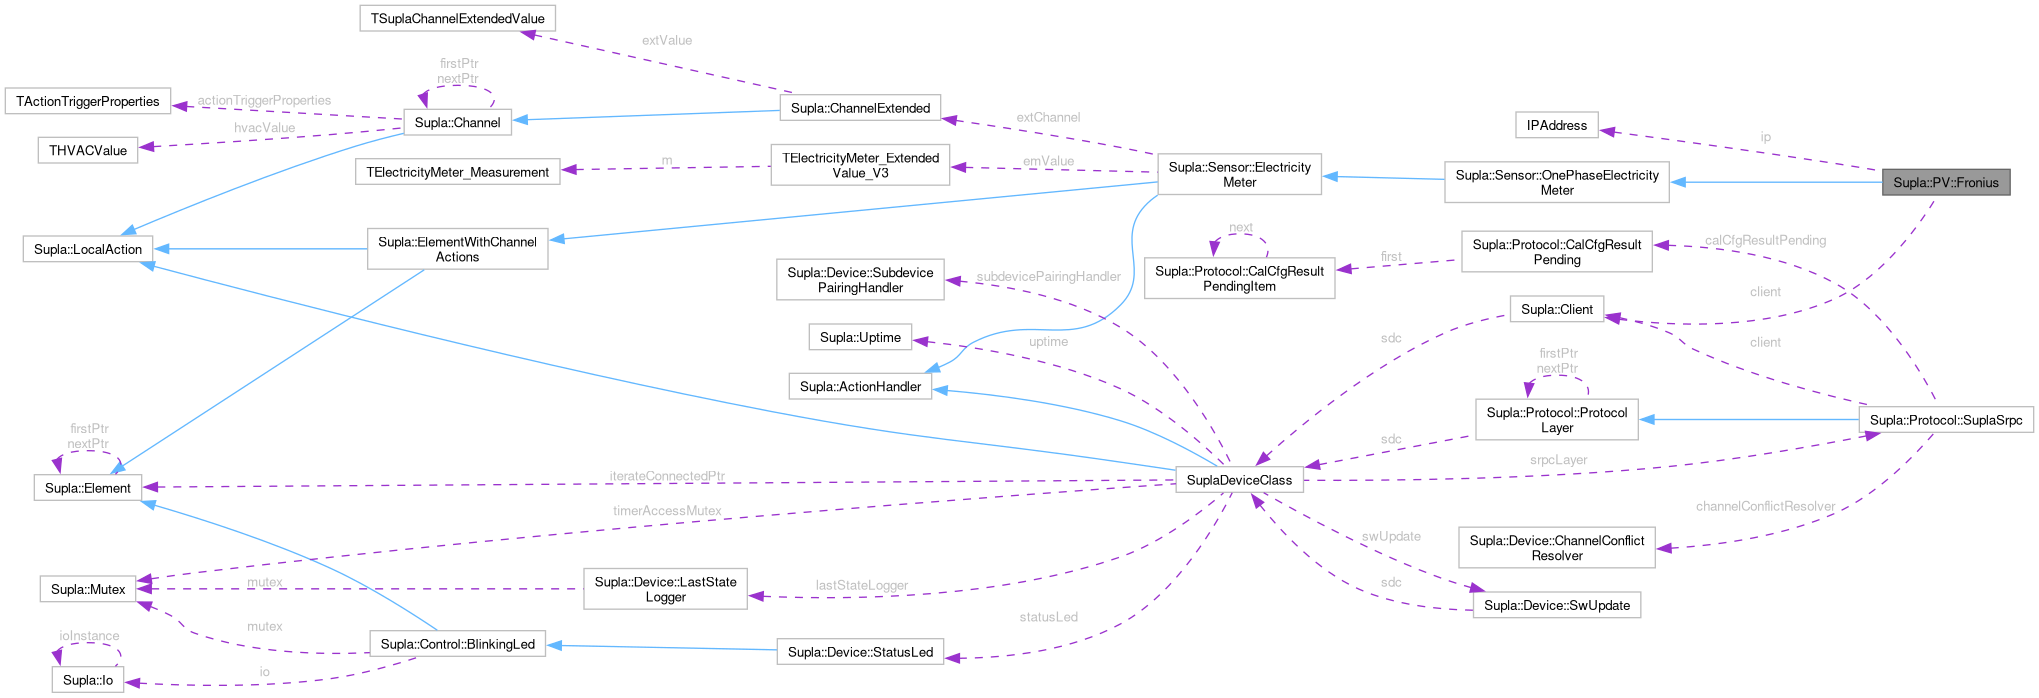 TSuplaChannelExtendedValue
extValue
firstPtr
nextPtr
TActionTriggerProperties
actionTriggerProperties
Supla::Channel
Supla::ChannelExtended
hvacValue
THVACValue
extChannel
IPAddress
ip
TElectricityMeter_Measurement
m
TElectricityMeter_Extended
Value_V3
emValue
Supla::Sensor::Electricity
Meter
Supla::Sensor::OnePhaseElectricity
Meter
Supla::PV::Fronius
Supla::LocalAction
Supla::ElementWithChannel
Actions
next
Supla::Protocol::CalCfgResult
Pending
calCfgResultPending
Supla::Device::Subdevice
PairingHandler
subdevicePairingHandler
Supla::Protocol::CalCfgResult
PendingItem
first
client
Supla::Client
Supla::Uptime
uptime
sdc
client
firstPtr
nextPtr
Supla::ActionHandler
Supla::Protocol::Protocol
Layer
Supla::Protocol::SuplaSrpc
firstPtr
nextPtr
sdc
srpcLayer
Supla::Element
iterateConnectedPtr
SuplaDeviceClass
timerAccessMutex
channelConflictResolver
swUpdate
Supla::Device::ChannelConflict
Resolver
Supla::Mutex
mutex
Supla::Device::LastState
Logger
lastStateLogger
sdc
Supla::Device::SwUpdate
mutex
statusLed
ioInstance
Supla::Control::BlinkingLed
Supla::Device::StatusLed
Supla::Io
io